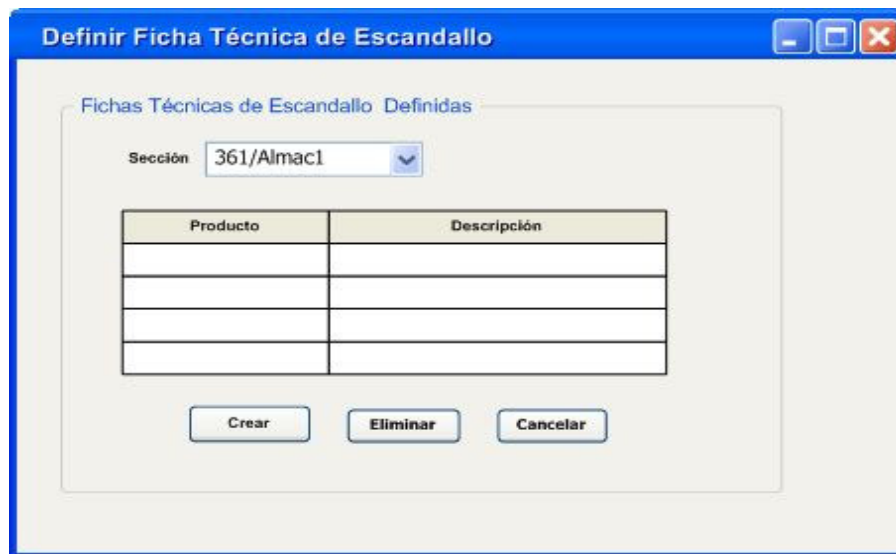 Definir Ficha Técnica de Escandallo
Fichas Técnicas de Escandallo Definidas
Sección 361/Almac1
Producto Descripción
Crear Eliminar Cancelar